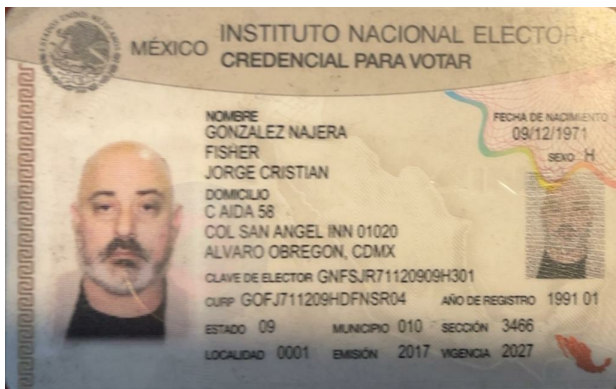 MÉXICO
INSTITUTO NACIONAL ELECTORAL
CREDENCIAL PARA VOTAR
NOMBRE
GONZALEZ NAJERA
FISHER
JORGE CRISTIAN
FECHA DE NACIMIENTO
09/12/1971
SEXO H
DOMICILIO
C AIDA 58
COL SAN ANGEL INN 01020
ALVARO OBREGON, CDMX
CLAVE DE ELECTOR GNFSJR71120909H301
CURP GOFJ711209HDFNSR04 AÑO DE REGISTRO 1991 01
ESTADO 09 MUNICIPIO 010 SECCIÓN 3466
LOCALIDAD 0001 EMISIÓN 2017 VIGENCIA 2027